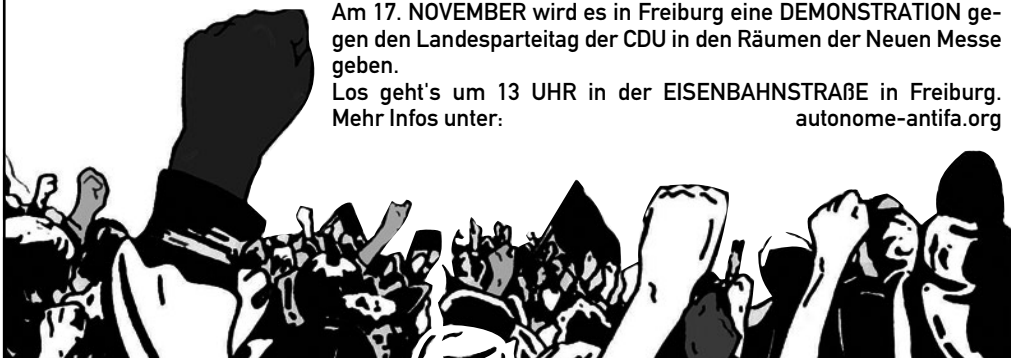 Am 17. NOVEMBER wird es in Freiburg eine DEMONSTRATION ge-
gen den Landesparteitag der CDU in den Räumen der Neuen Messe
geben.
Los geht's um 13 UHR in der EISENBAHNSTRAßE in Freiburg.
Mehr Infos unter: autonome-antifa.org